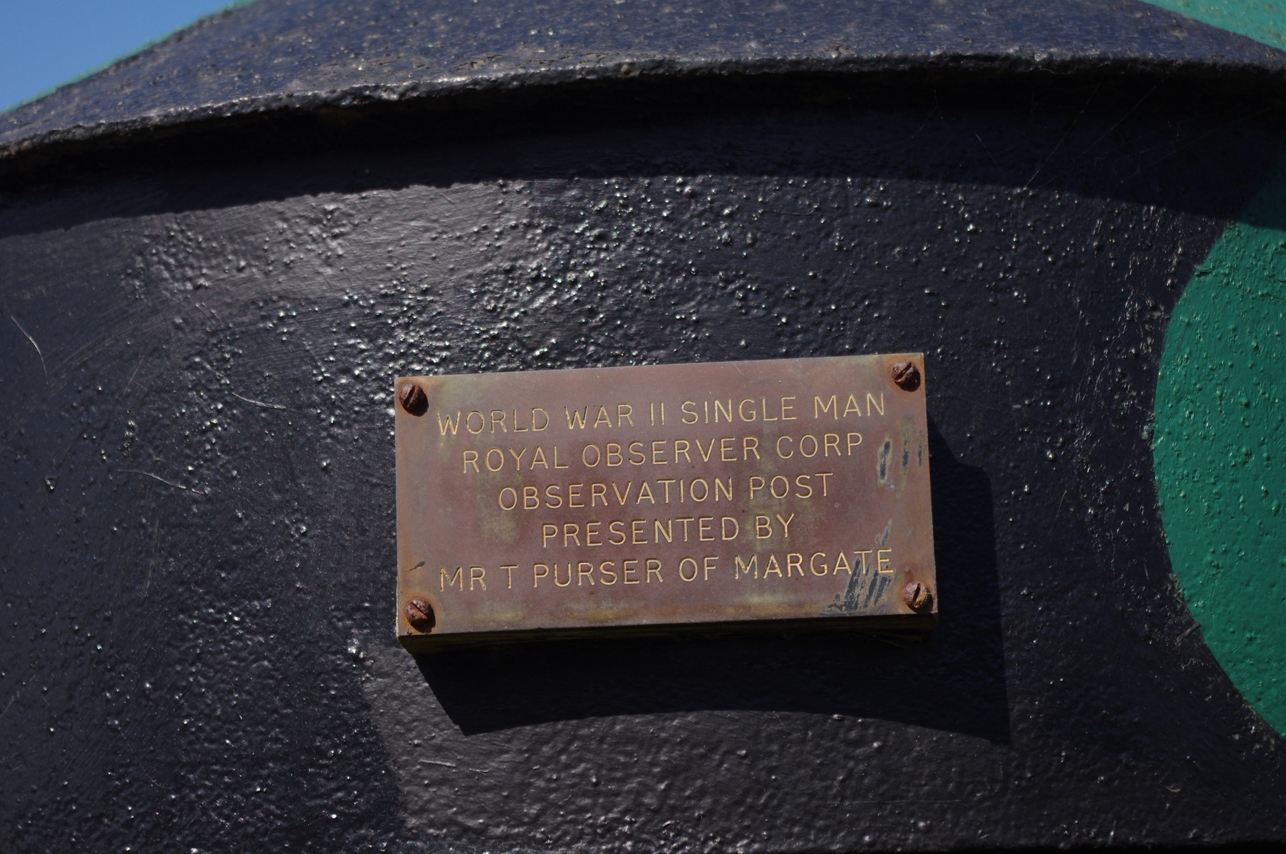 WORLD WAR II SINGLE MAN
ROYAL OBSERVER CORP
OBSERVATION POST
PRESENTED BY
MR T PURSER OF MARGATE